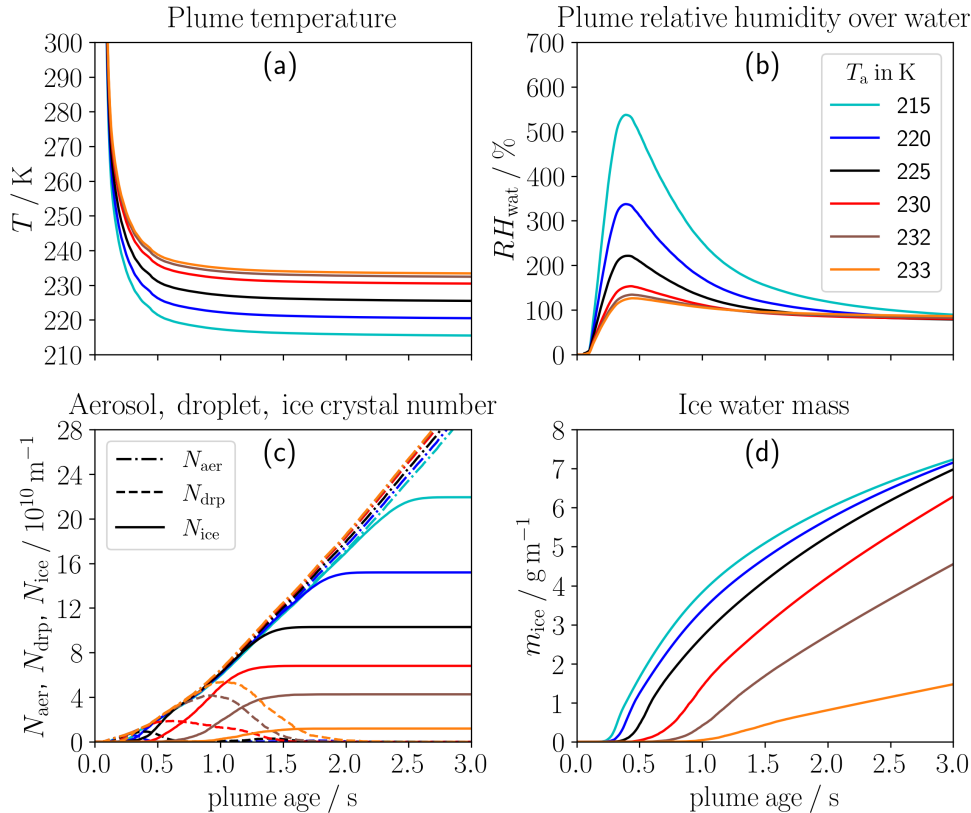 Plume temperature
(a)
300
290
280
270
260
250
240
230
220
210
T / K
Plume relative humidity over water
(b)
700
600
500
400
300
200
100
0
RH_wat / %
T_a in K
215
220
225
230
232
233
Aerosol, droplet, ice crystal number
(c)
28
24
20
16
12
8
4
0
N_aer, N_drp, N_ice / 10^10 m^−1
N_aer
N_drp
N_ice
0.0 0.5 1.0 1.5 2.0 2.5 3.0
plume age / s
Ice water mass
(d)
8
7
6
5
4
3
2
1
0
m_ice / g m^−1
0.0 0.5 1.0 1.5 2.0 2.5 3.0
plume age / s